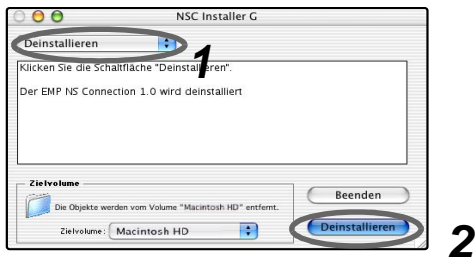 NSC Installer G
Deinstallieren
1
Klicken Sie die Schaltfläche "Deinstallieren".
Der EMP NS Connection 1.0 wird deinstalliert
Zielvolume
Die Objekte werden vom Volume "Macintosh HD" entfernt.
Zielvolume: Macintosh HD
Beenden
Deinstallieren
2